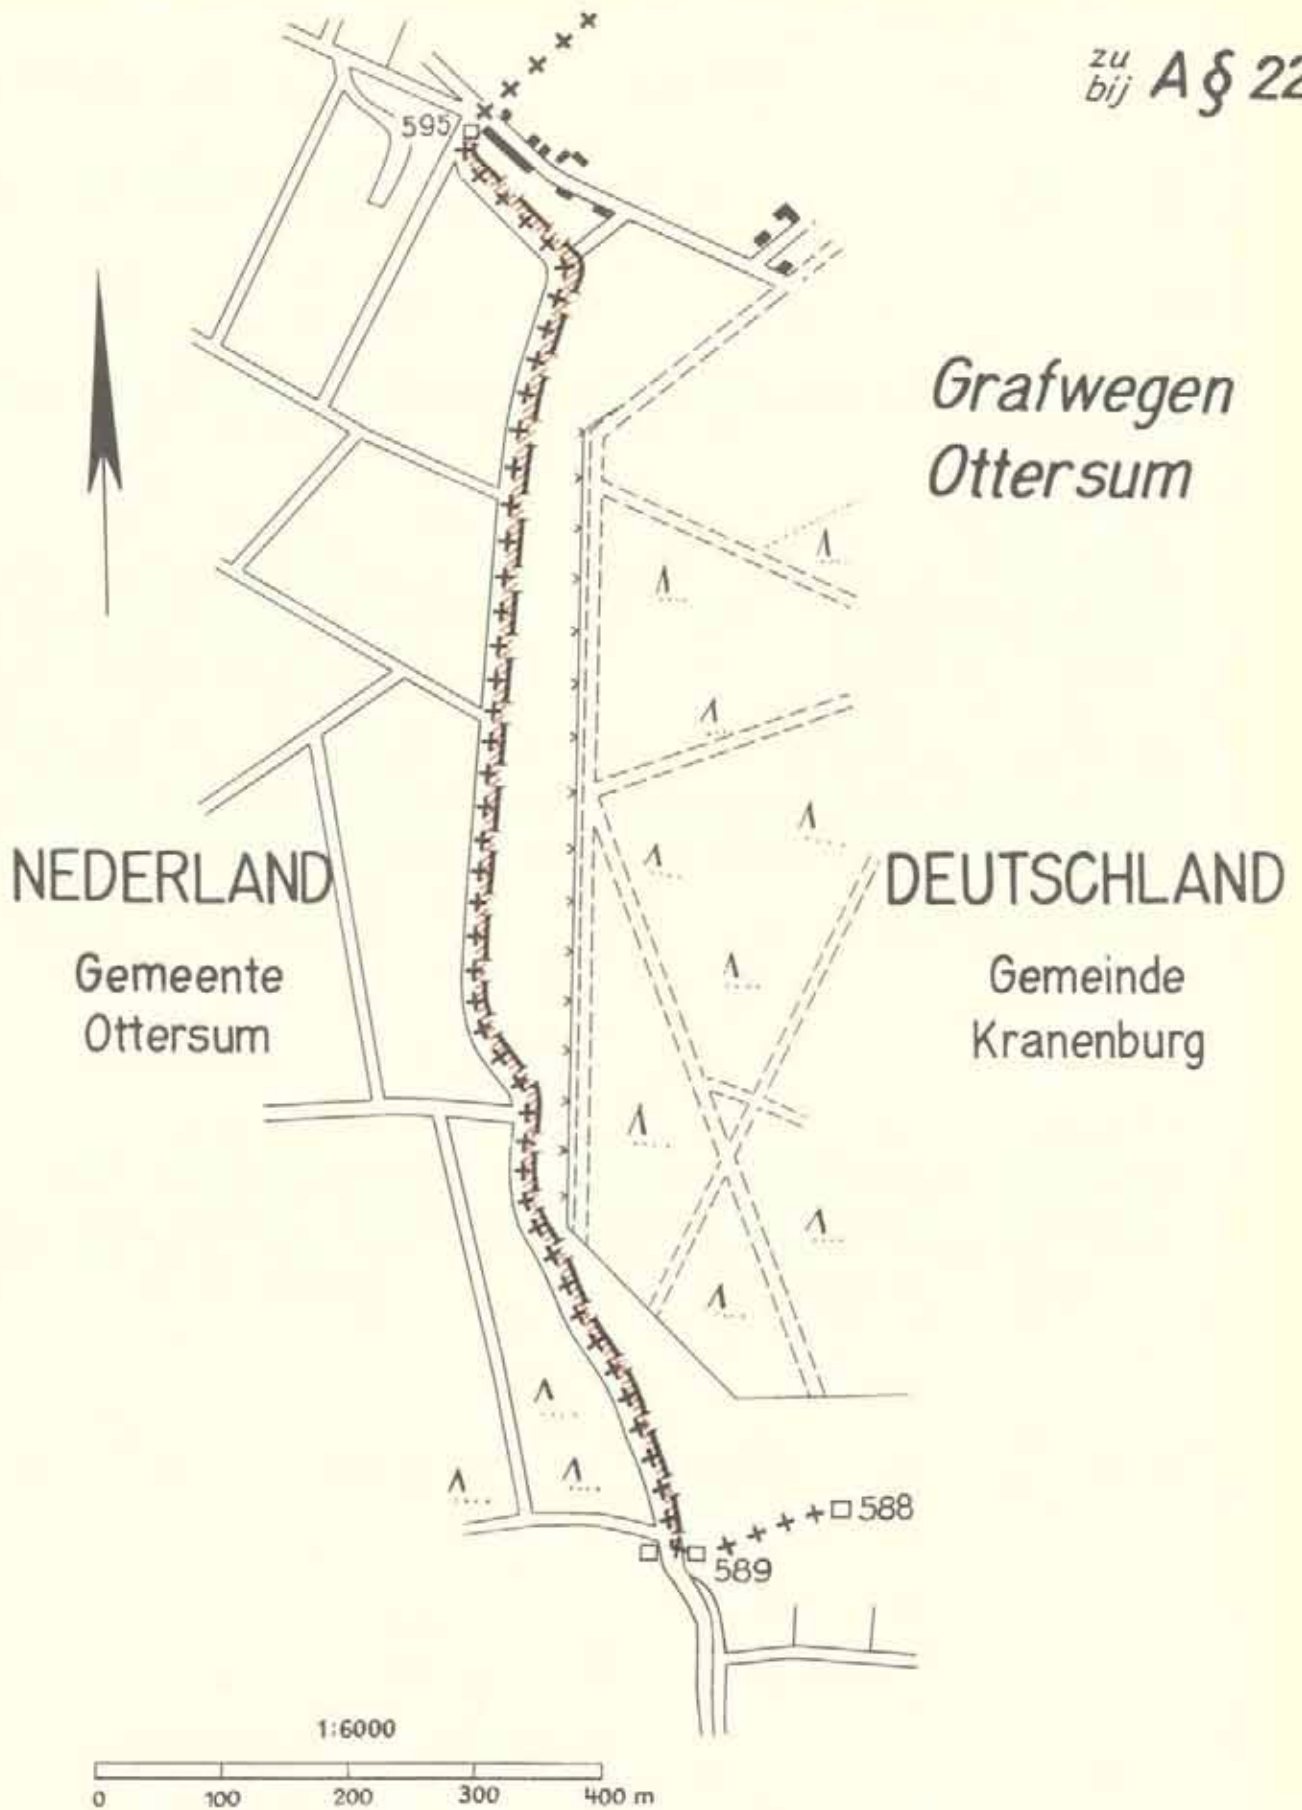 zu
bij A § 22
595
Grafwegen
Ottersum
NEDERLAND
DEUTSCHLAND
Gemeente
Ottersum
Gemeinde
Kranenburg
588
589
1:6000
0 100 200 300 400 m